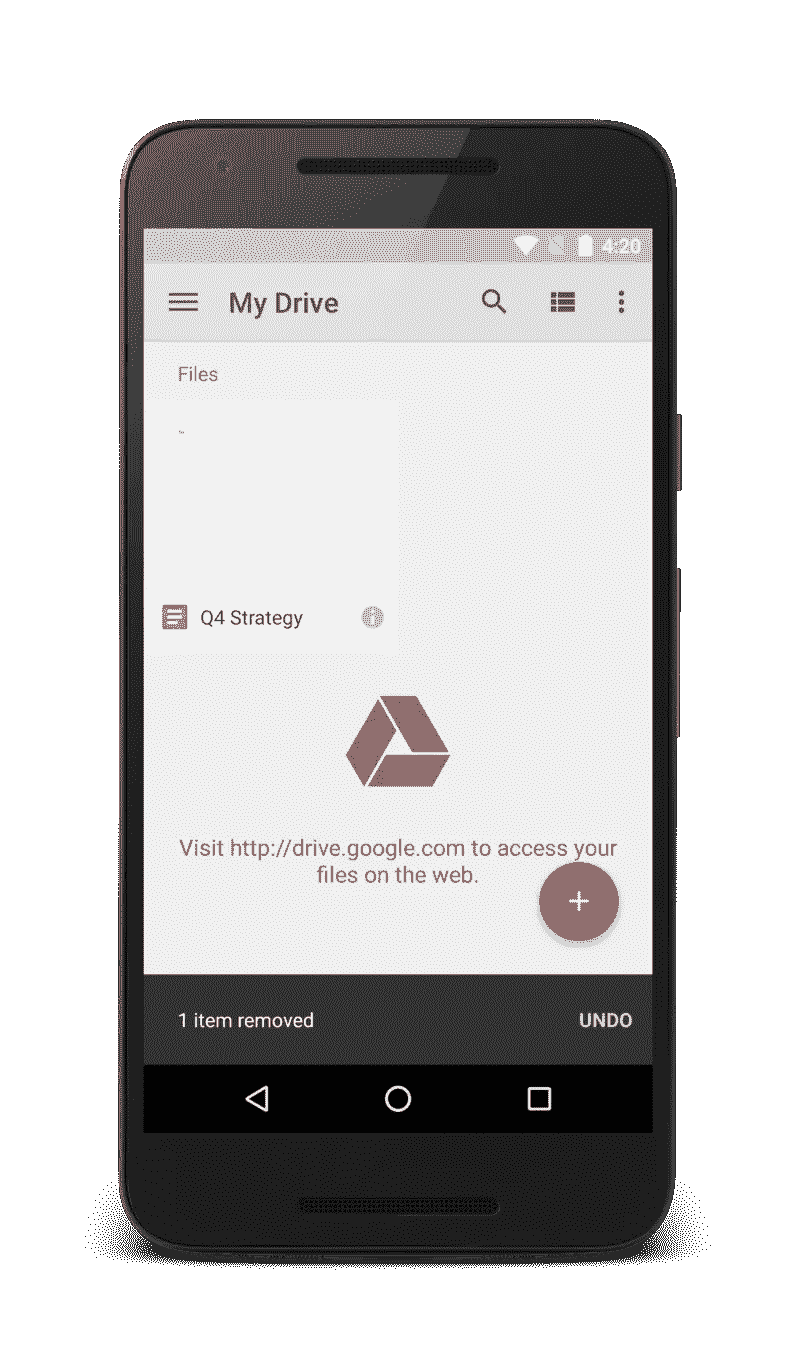 4:20
My Drive
Files
Q4 Strategy
Visit http://drive.google.com to access your
files on the web.
1 item removed
UNDO